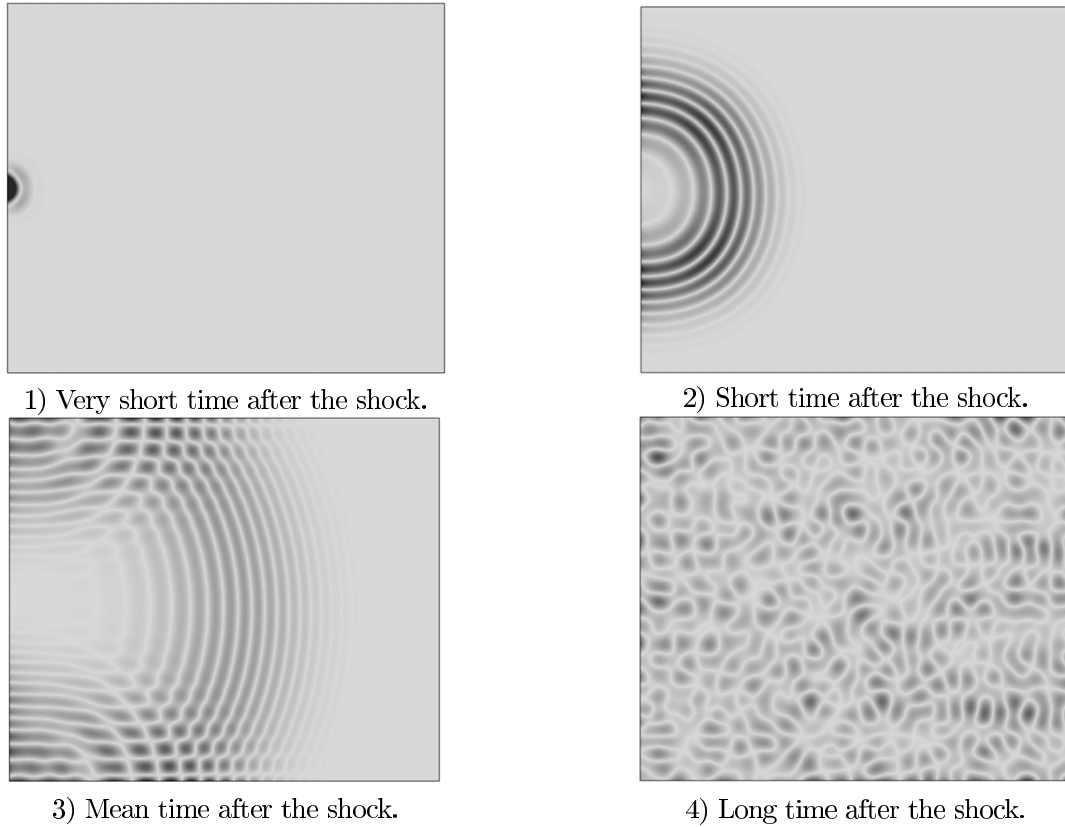 1) Very short time after the shock.
2) Short time after the shock.
3) Mean time after the shock.
4) Long time after the shock.